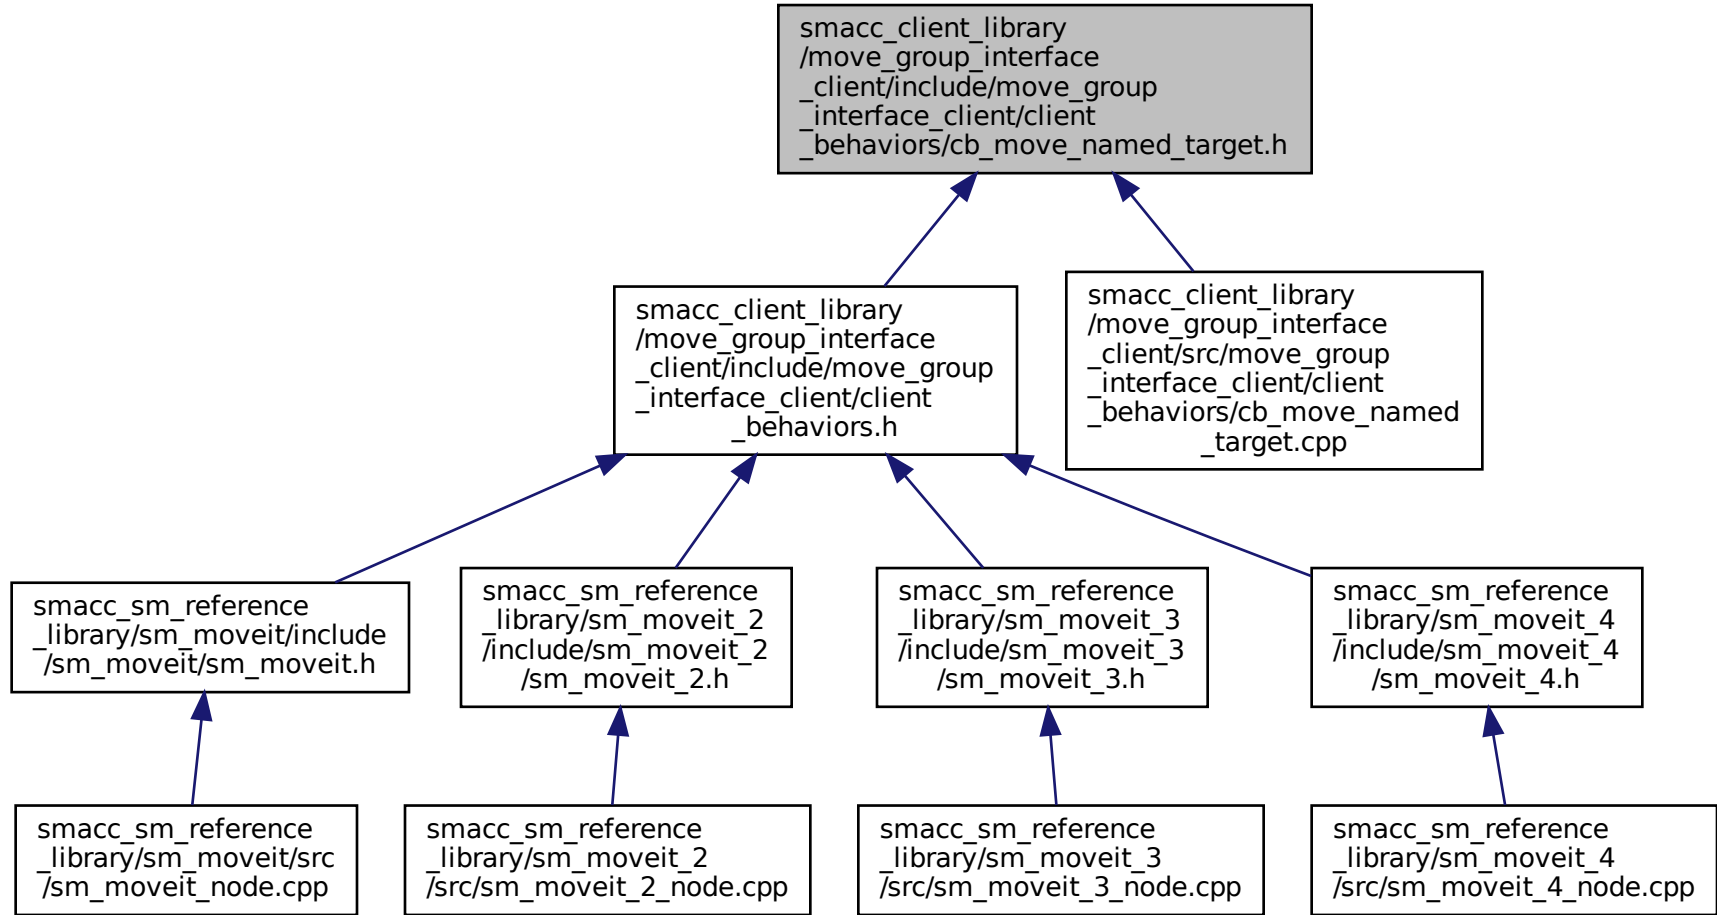 smacc_client_library
/move_group_interface
_client/include/move_group
_interface_client/client
_behaviors/cb_move_named_target.h
smacc_client_library
/move_group_interface
_client/include/move_group
_interface_client/client
_behaviors.h
smacc_client_library
/move_group_interface
_client/src/move_group
_interface_client/client
_behaviors/cb_move_named
_target.cpp
smacc_sm_reference
_library/sm_moveit/include
/sm_moveit/sm_moveit.h
smacc_sm_reference
_library/sm_moveit_2
/include/sm_moveit_2
/sm_moveit_2.h
smacc_sm_reference
_library/sm_moveit_3
/include/sm_moveit_3
/sm_moveit_3.h
smacc_sm_reference
_library/sm_moveit_4
/include/sm_moveit_4
/sm_moveit_4.h
smacc_sm_reference
_library/sm_moveit/src
/sm_moveit_node.cpp
smacc_sm_reference
_library/sm_moveit_2
/src/sm_moveit_2_node.cpp
smacc_sm_reference
_library/sm_moveit_3
/src/sm_moveit_3_node.cpp
smacc_sm_reference
_library/sm_moveit_4
/src/sm_moveit_4_node.cpp